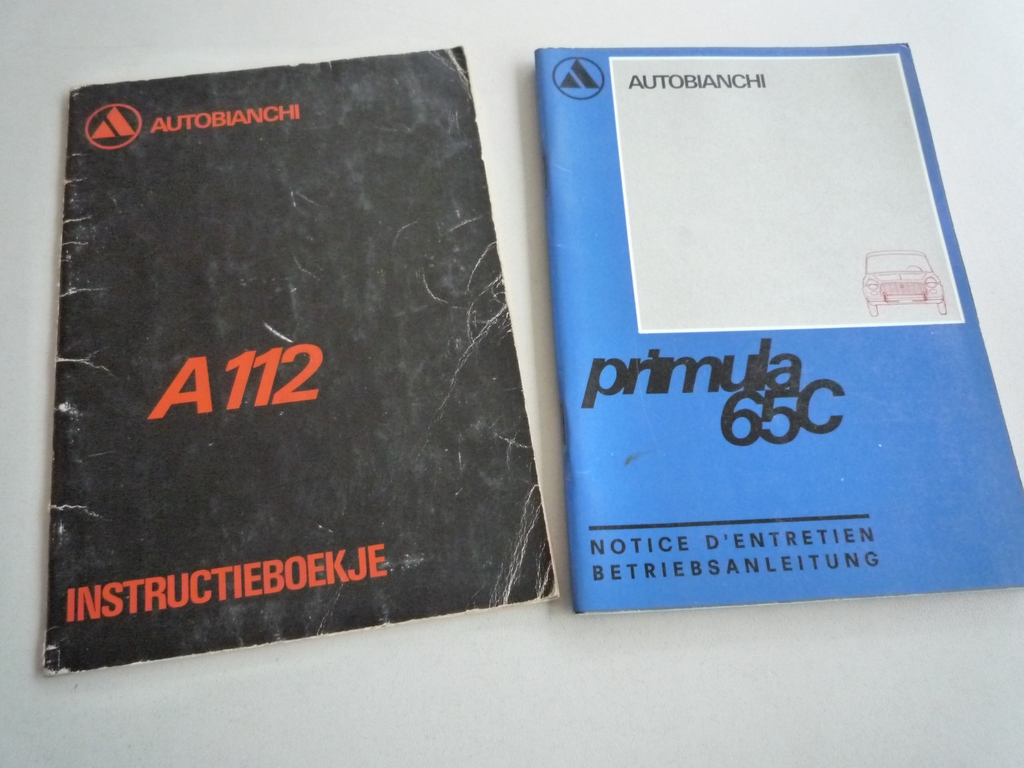 AUTOBIANCHI
A 112
INSTRUCTIEBOEKJE
AUTOBIANCHI
primula
65C
NOTICE D'ENTRETIEN
BETRIEBSANLEITUNG